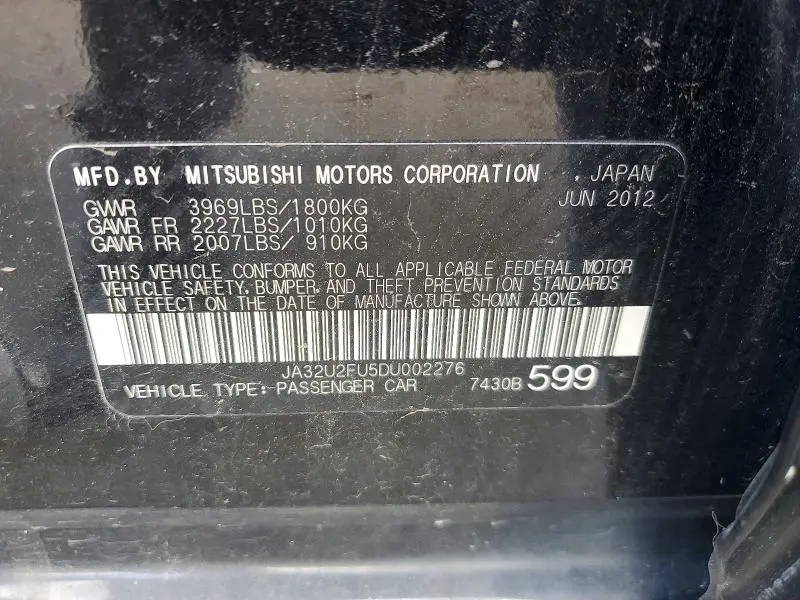 MFD.BY MITSUBISHI MOTORS CORPORATION , JAPAN
JUN 2012
GVWR 3969LBS/1800KG
GAWR FR 2227LBS/1010KG
GAWR RR 2007LBS/ 910KG
THIS VEHICLE CONFORMS TO ALL APPLICABLE FEDERAL MOTOR
VEHICLE SAFETY, BUMPER, AND THEFT PREVENTION STANDARDS
IN EFFECT ON THE DATE OF MANUFACTURE SHOWN ABOVE.
JA32U2FU5DU002276
VEHICLE TYPE: PASSENGER CAR 7430B 599